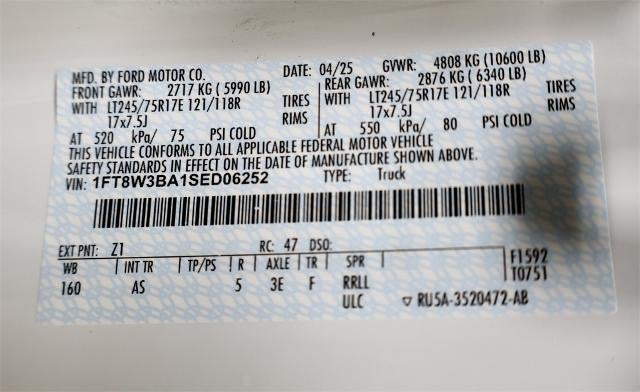 MFD. BY FORD MOTOR CO. DATE: 04/25 GVWR: 4808 KG (10600 LB)
FRONT GAWR: 2717 KG ( 5990 LB) REAR GAWR: 2876 KG ( 6340 LB)
WITH LT245/75R17E 121/118R TIRES WITH LT245/75R17E 121/118R TIRES
17x7.5J RIMS 17x7.5J RIMS
AT 520 kPa/ 75 PSI COLD AT 550 kPa/ 80 PSI COLD
THIS VEHICLE CONFORMS TO ALL APPLICABLE FEDERAL MOTOR VEHICLE
SAFETY STANDARDS IN EFFECT ON THE DATE OF MANUFACTURE SHOWN ABOVE.
VIN: 1FT8W3BA1SED06252 TYPE: Truck
EXT PNT: Z1 RC: 47 DSO: F1592
WB INT TR TP/PS R AXLE TR SPR T0751
160 AS 5 3E F RRLL
ULC ▽ RU5A-3520472-AB